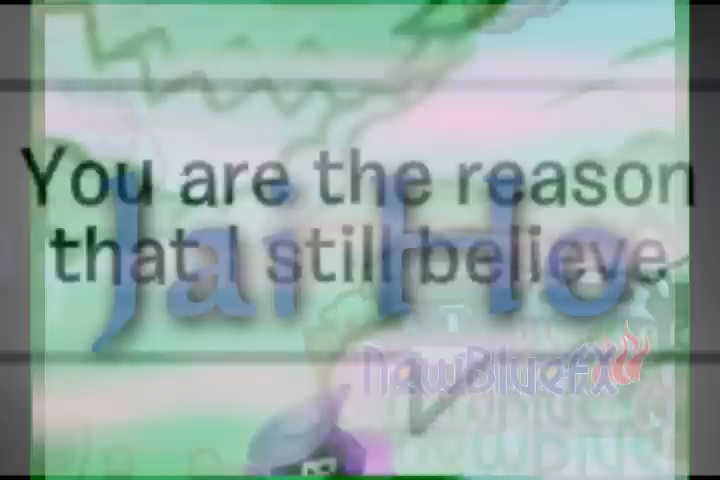 You are the reason
that I still believe
Jai Ho
NewBlueFX